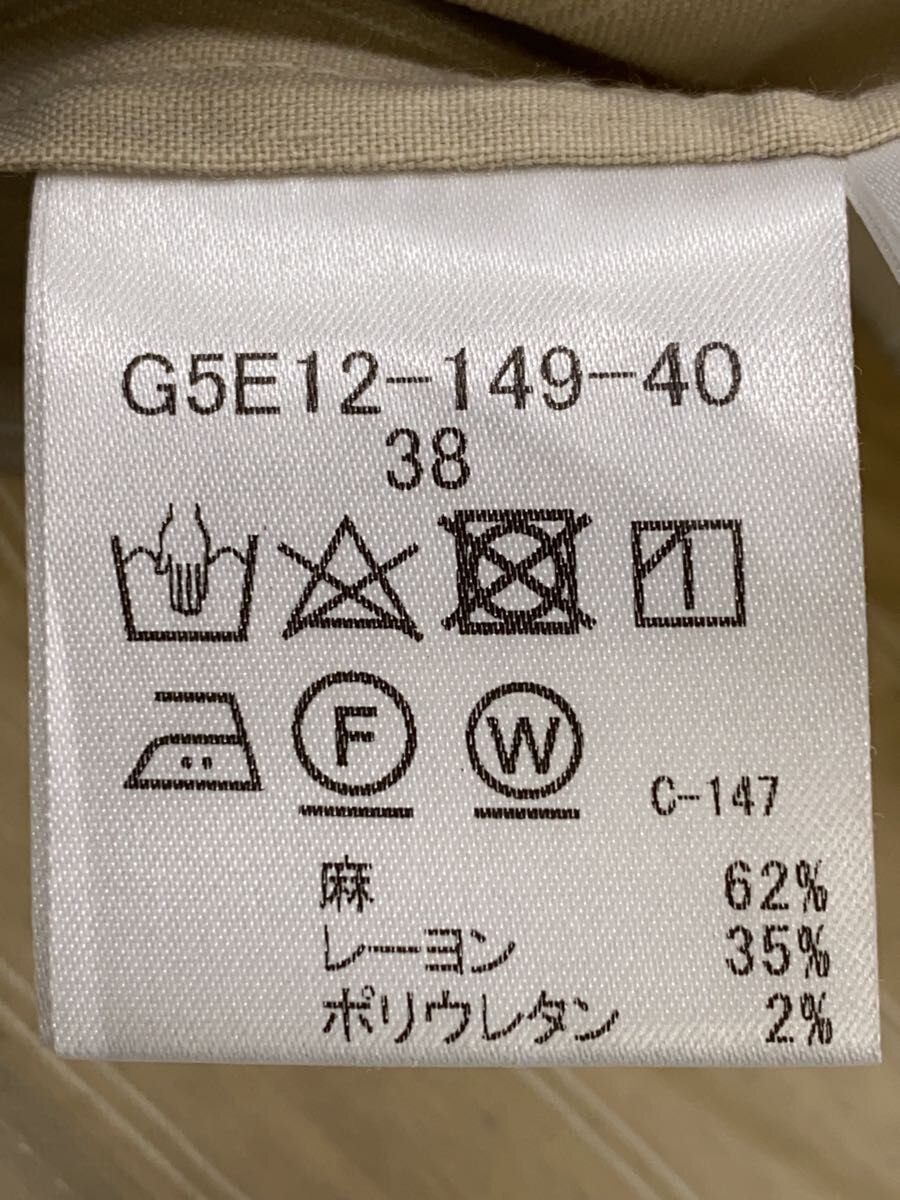 G5E12-149-40
38
F W C-147
麻 62%
レーヨン 35%
ポリウレタン 2%